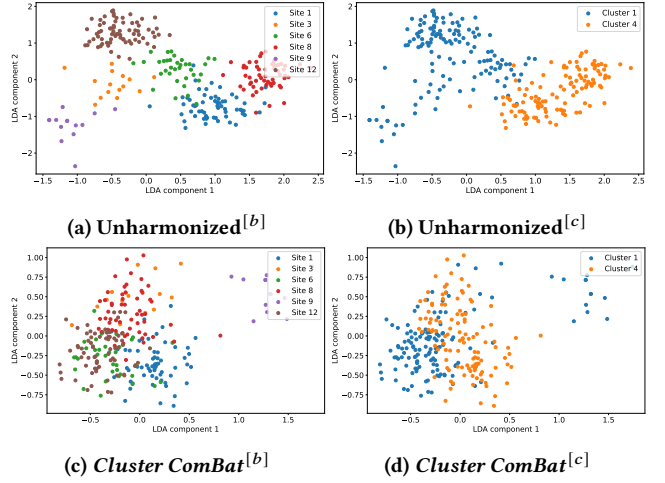 2
1
0
−1
−2
LDA component 2
−1.5
−1.0
−0.5
0.0
0.5
1.0
1.5
2.0
2.5
LDA component 1
Site 1
Site 3
Site 6
Site 8
Site 9
Site 12
(a) Unharmonized[b]
2
1
0
−1
−2
LDA component 2
−1.5
−1.0
−0.5
0.0
0.5
1.0
1.5
2.0
2.5
LDA component 1
Cluster 1
Cluster 4
(b) Unharmonized[c]
1.00
0.75
0.50
0.25
0.00
−0.25
−0.50
−0.75
LDA component 2
−0.5
0.0
0.5
1.0
1.5
LDA component 1
Site 1
Site 3
Site 6
Site 8
Site 9
Site 12
(c) Cluster ComBat[b]
1.00
0.75
0.50
0.25
0.00
−0.25
−0.50
−0.75
LDA component 2
−0.5
0.0
0.5
1.0
1.5
LDA component 1
Cluster 1
Cluster 4
(d) Cluster ComBat[c]